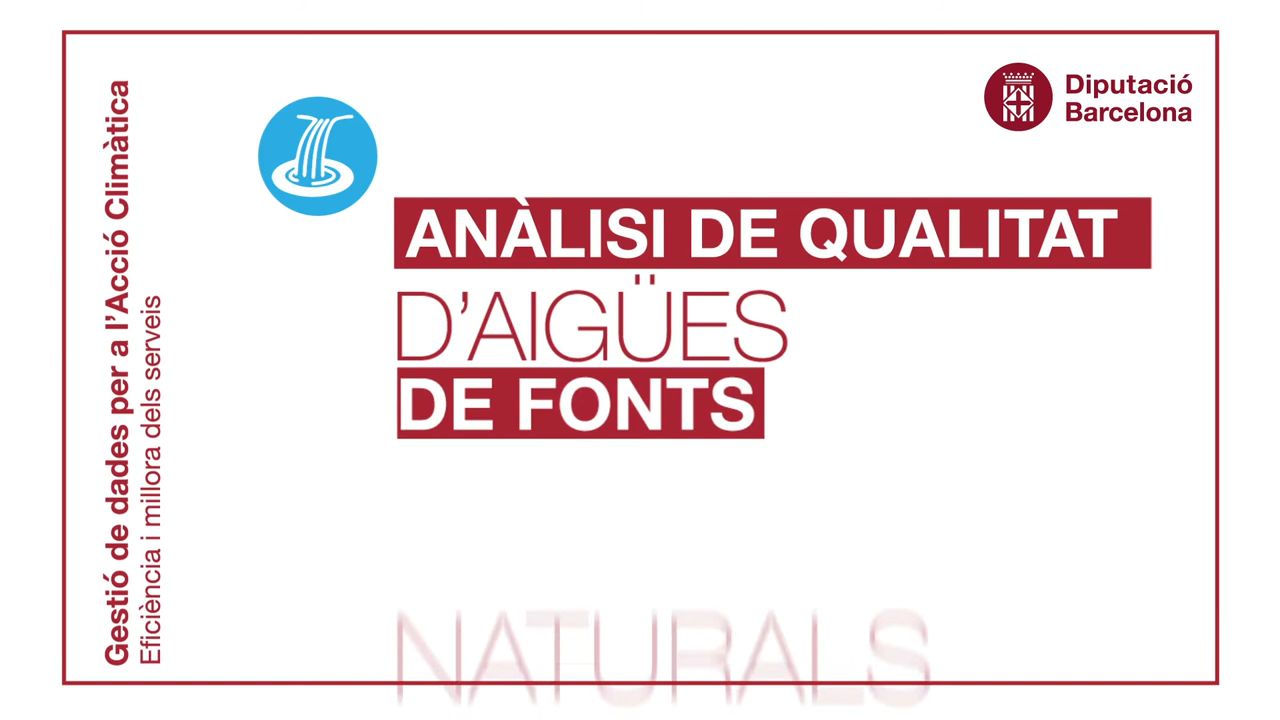 Gestió de dades per a l'Acció Climàtica
Eficiència i millora dels serveis
Diputació
Barcelona
ANÀLISI DE QUALITAT
D'AIGÜES
DE FONTS
NATURALS